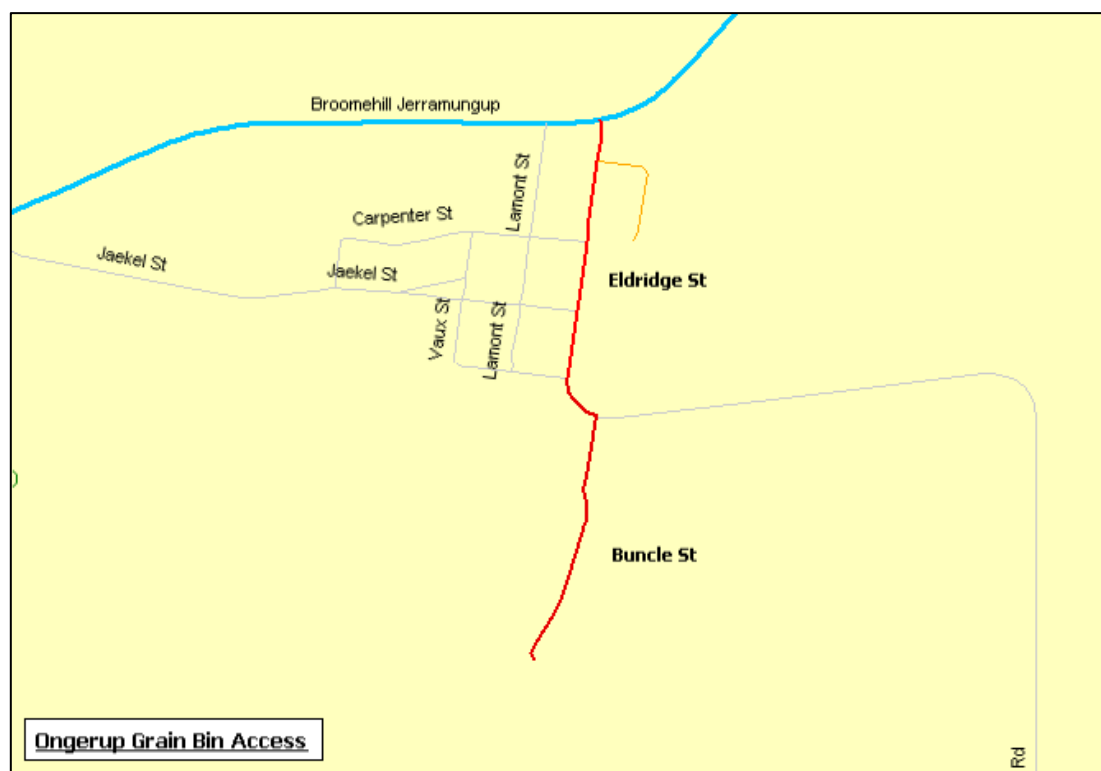 Broomehill Jerramungup
Lamont St
Carpenter St
Jaekel St
Jaekel St
Eldridge St
Vaux St
Lamont St
Buncle St
Ongerup Grain Bin Access
Rd